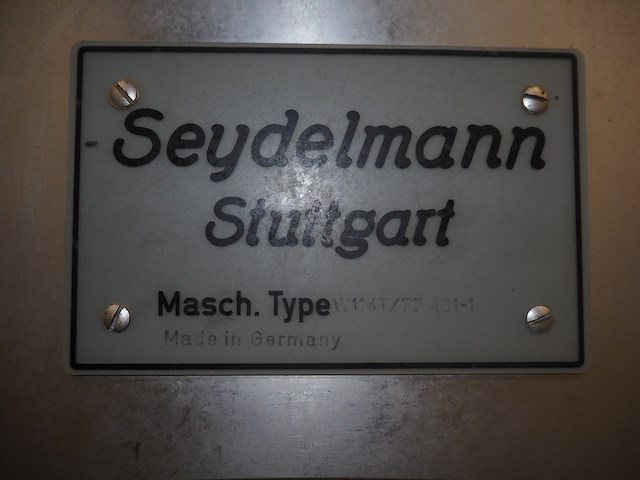 Seydelmann
Stuttgart
Masch. Type
Made in Germany